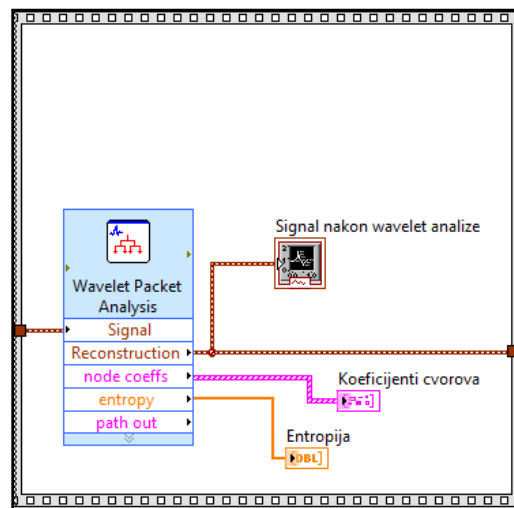 Signal nakon wavelet analize
Wavelet Packet
Analysis
Signal
Reconstruction
node coeffs
Koeficijenti cvorova
entropy
path out
Entropija
DBL